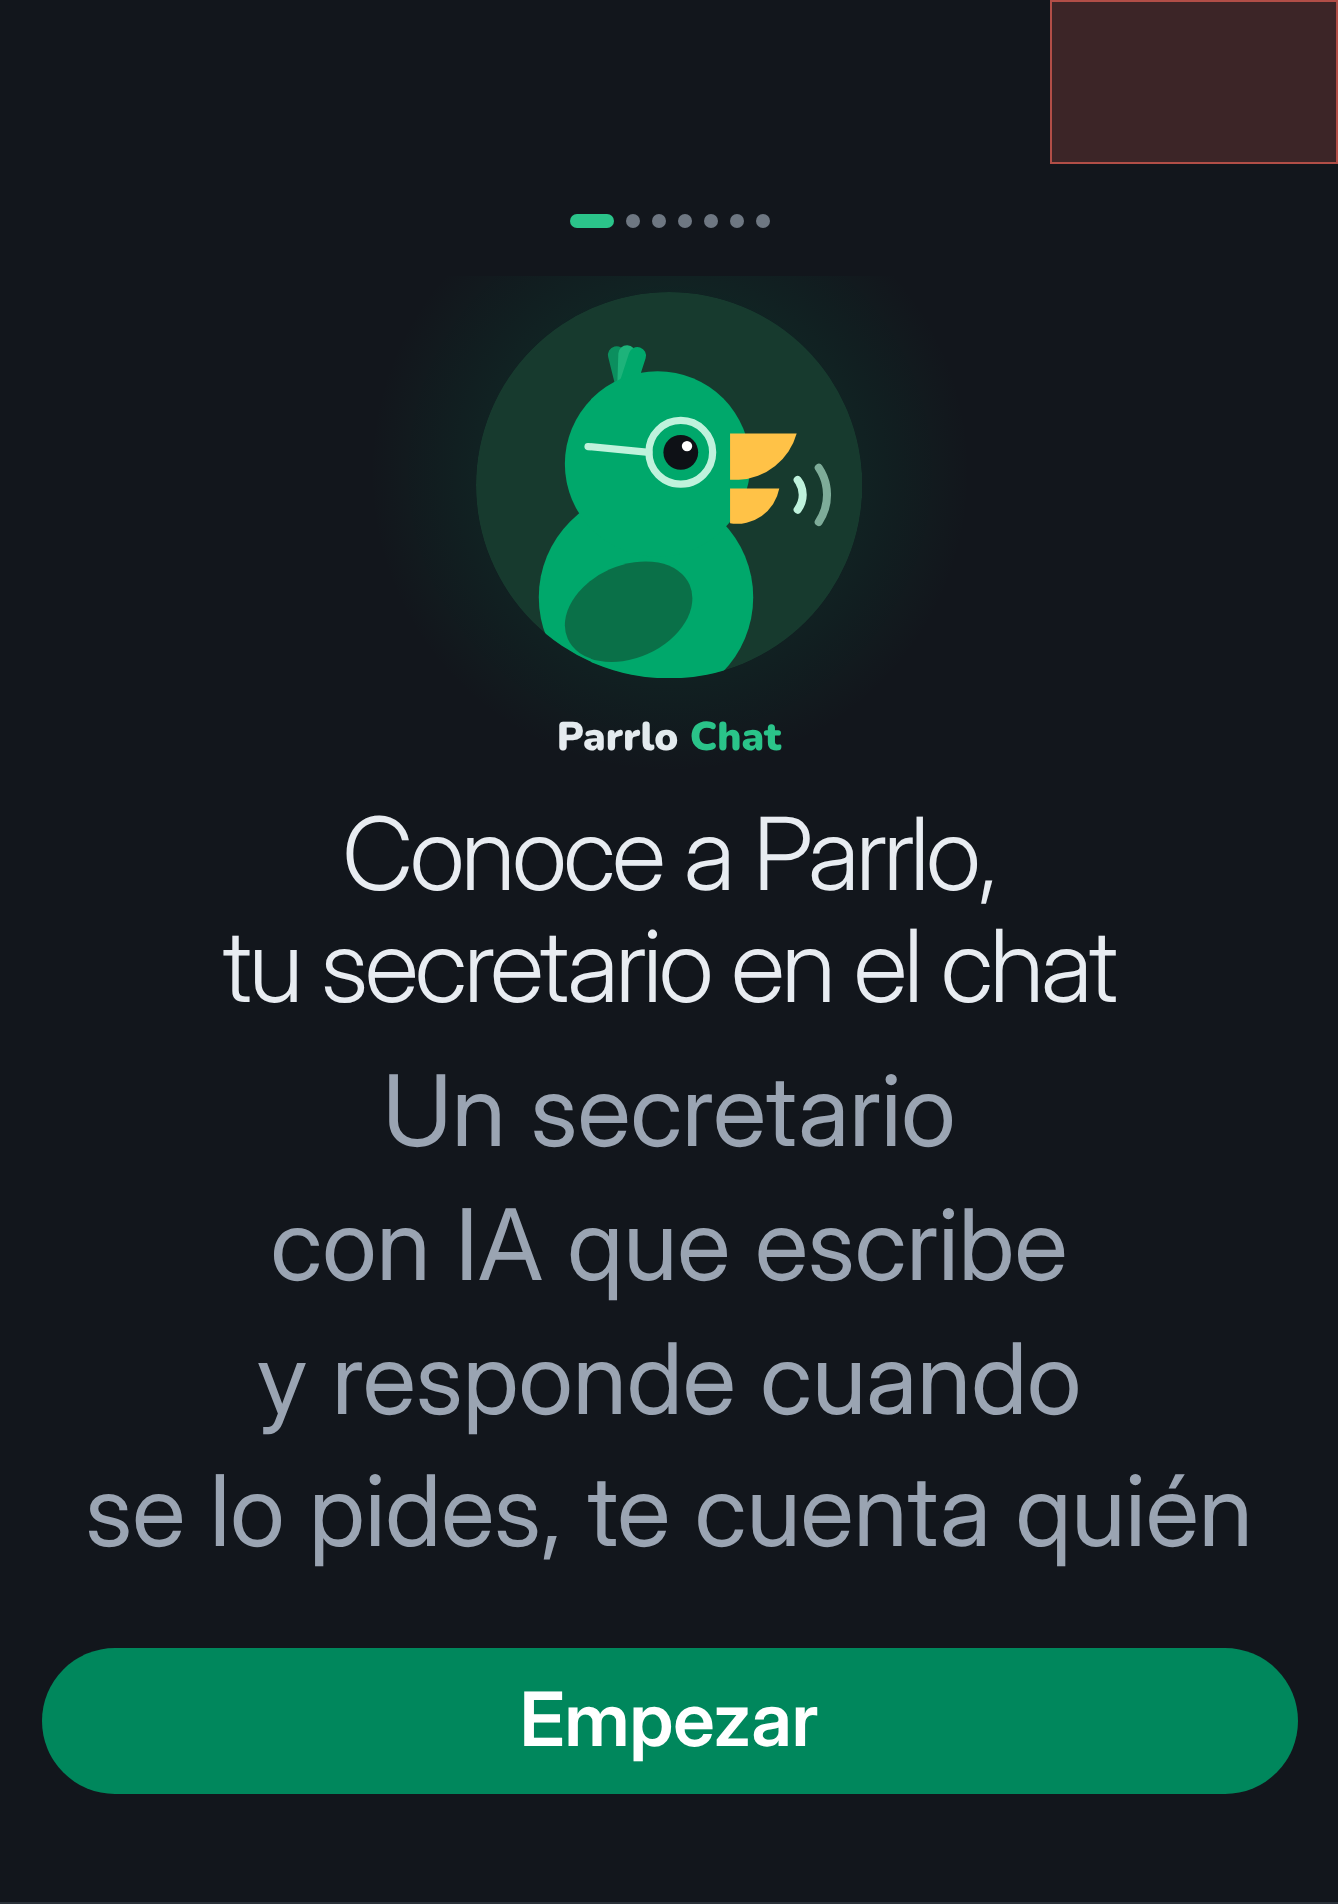 Parrlo Chat
Conoce a Parrlo,
tu secretario en el chat
Un secretario
con IA que escribe
y responde cuando
se lo pides, te cuenta quién
Empezar